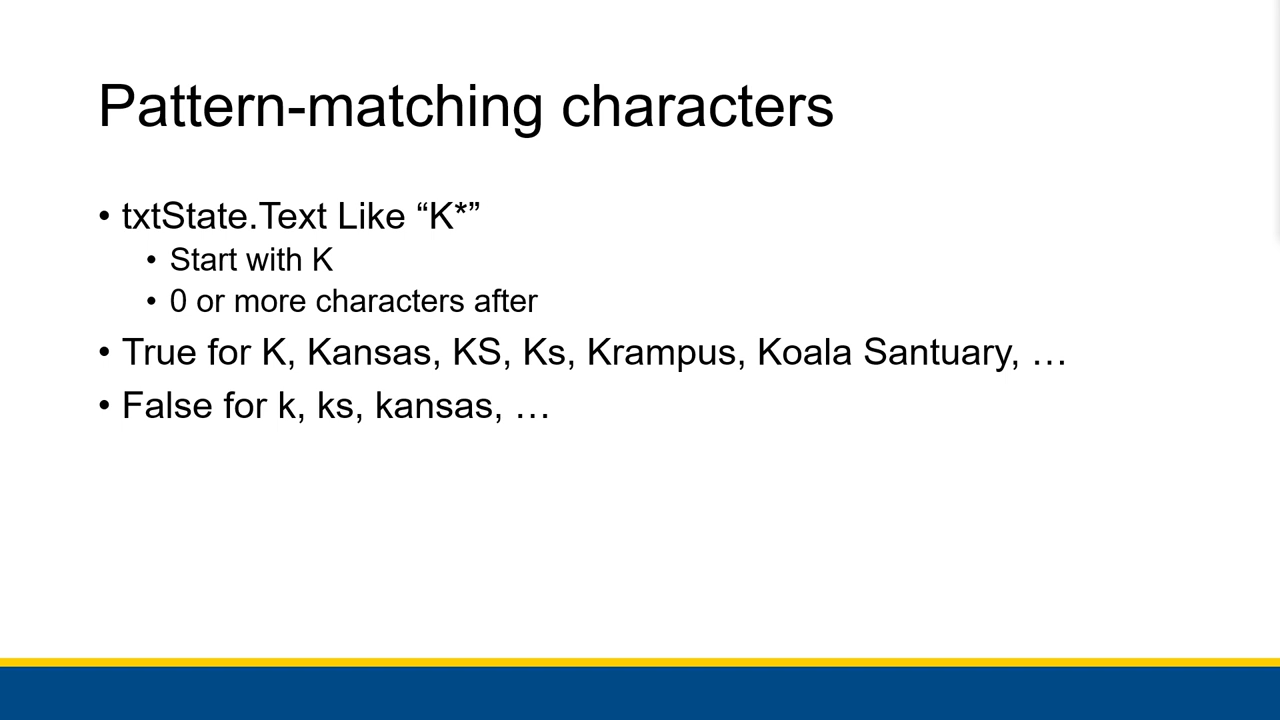 Pattern-matching characters
• txtState.Text Like “K*”
• Start with K
• 0 or more characters after
• True for K, Kansas, KS, Ks, Krampus, Koala Santuary, …
• False for k, ks, kansas, …